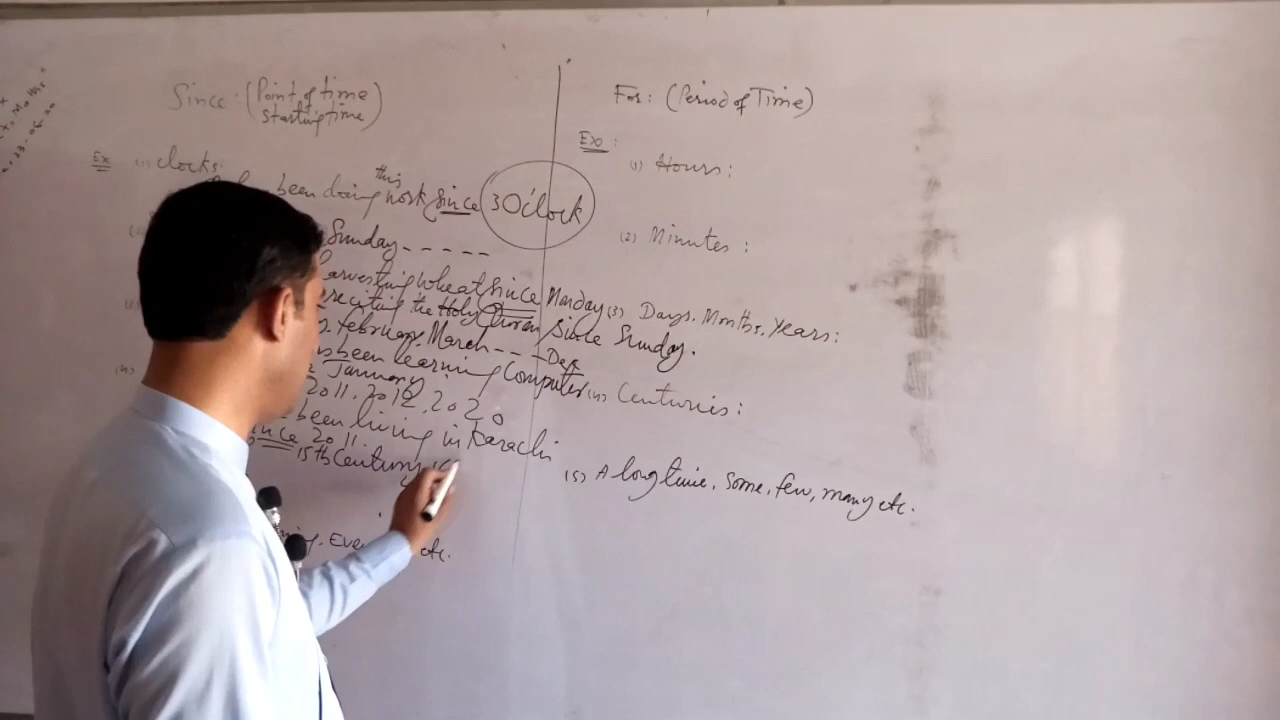 Since: (Point of time
starting time)
Ex (1) clocks:
been doing this work since 3 O'clock
Sunday - - - - -
harvesting wheat since Monday
reciting the Holy Quran since Sunday.
February, March - - - Dec
been learning Computer
January
2011, 2012, 2020
been living in Karachi
since 2011
15th Century,
etc.
For: (Period of Time)
Exo:
(1) Hours:
(2) Minutes:
(3) Days. Months. Years:
(4) Centuries:
(5) A long time, some, few, many etc.